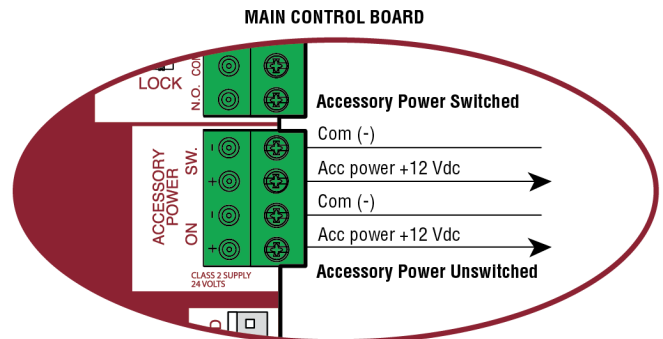 MAIN CONTROL BOARD
LOCK
N.O. COM
Accessory Power Switched
Com (-)
Acc power +12 Vdc
Com (-)
Acc power +12 Vdc
Accessory Power Unswitched
ACCESSORY
POWER
ON SW.
- + - +
CLASS 2 SUPPLY
24 VOLTS